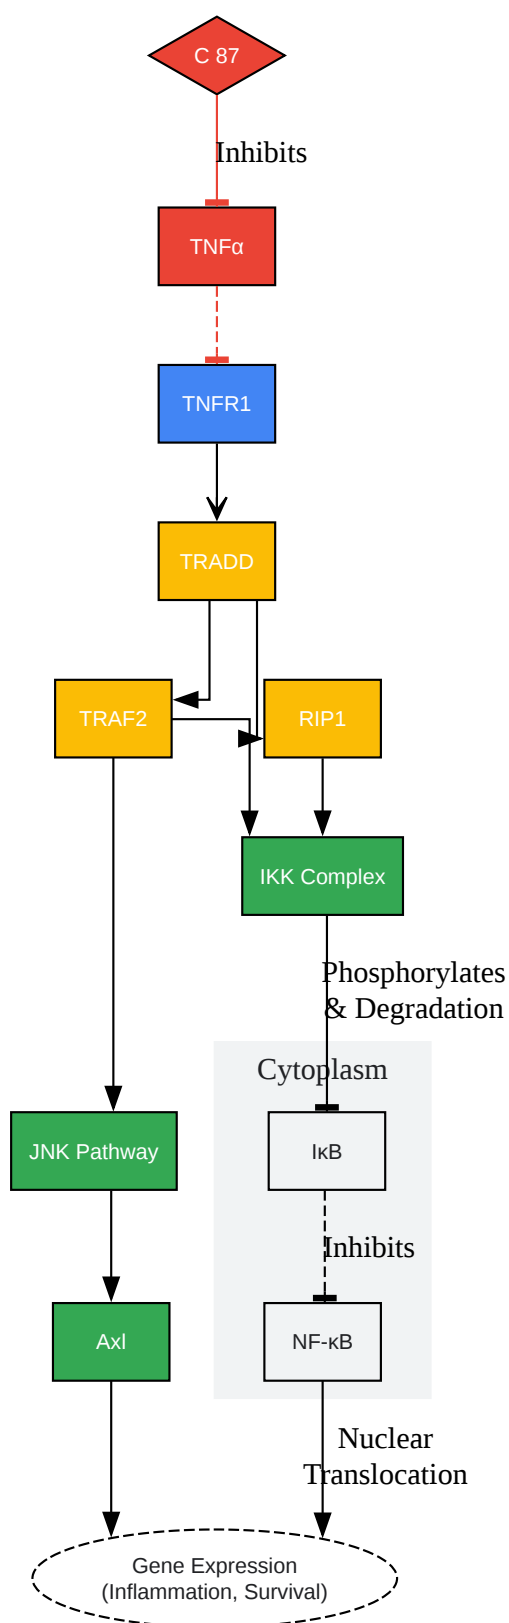 C 87
Inhibits
TNFα
TNFR1
TRADD
TRAF2
RIP1
IKK Complex
Phosphorylates
& Degradation
Cytoplasm
JNK Pathway
IκB
Inhibits
Axl
NF-κB
Nuclear
Translocation
Gene Expression
(Inflammation, Survival)